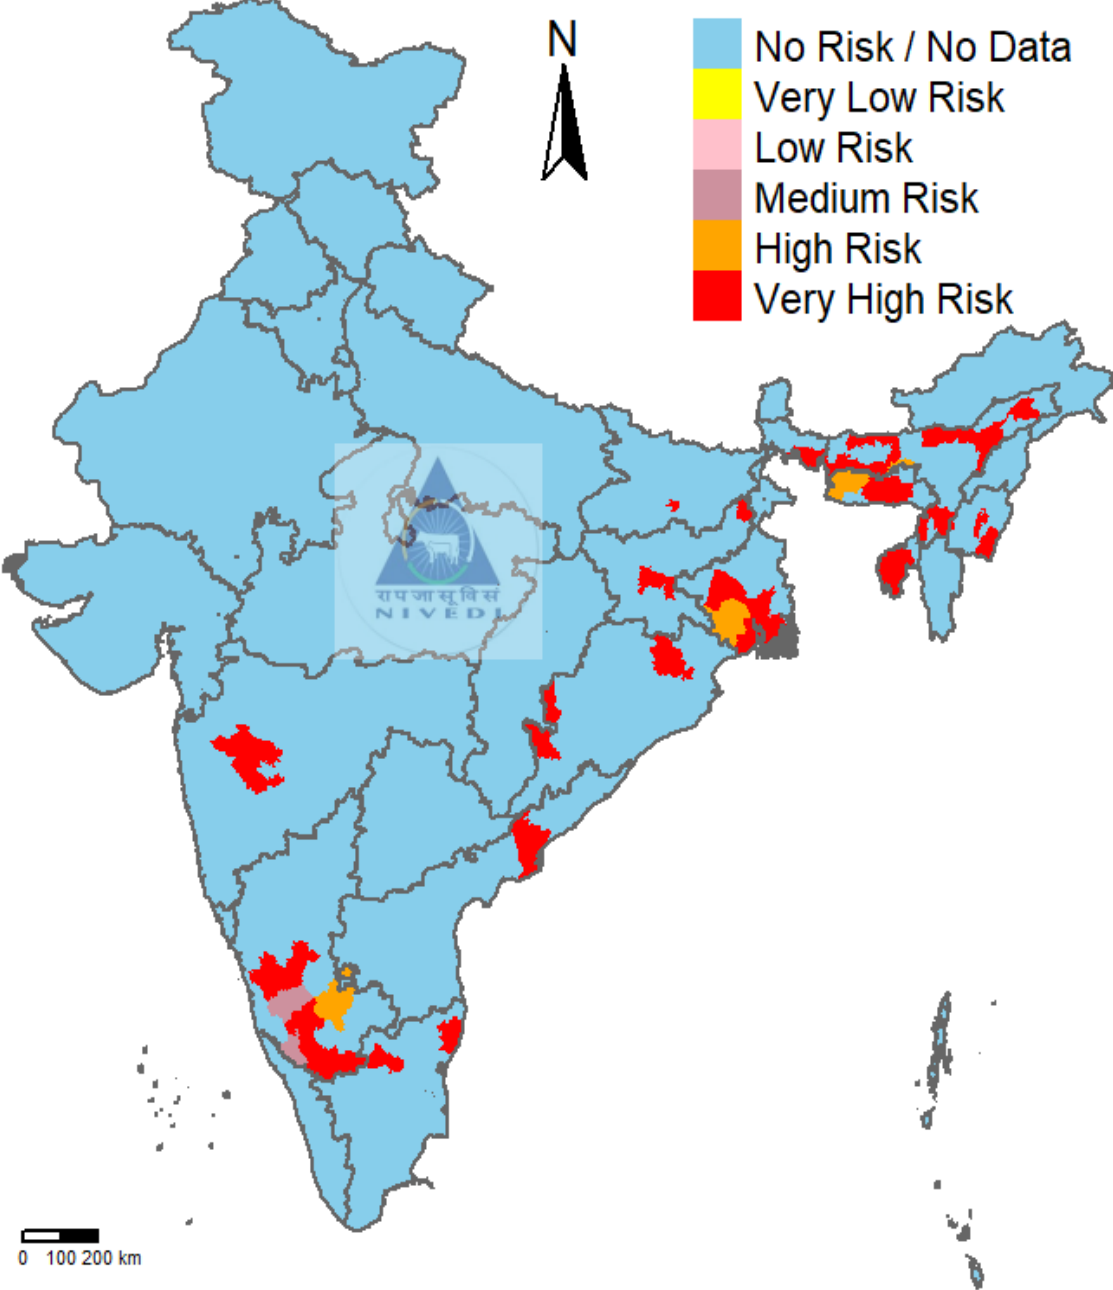 N
No Risk / No Data
Very Low Risk
Low Risk
Medium Risk
High Risk
Very High Risk
रापजासूविसं
NIVEDI
0 100 200 km